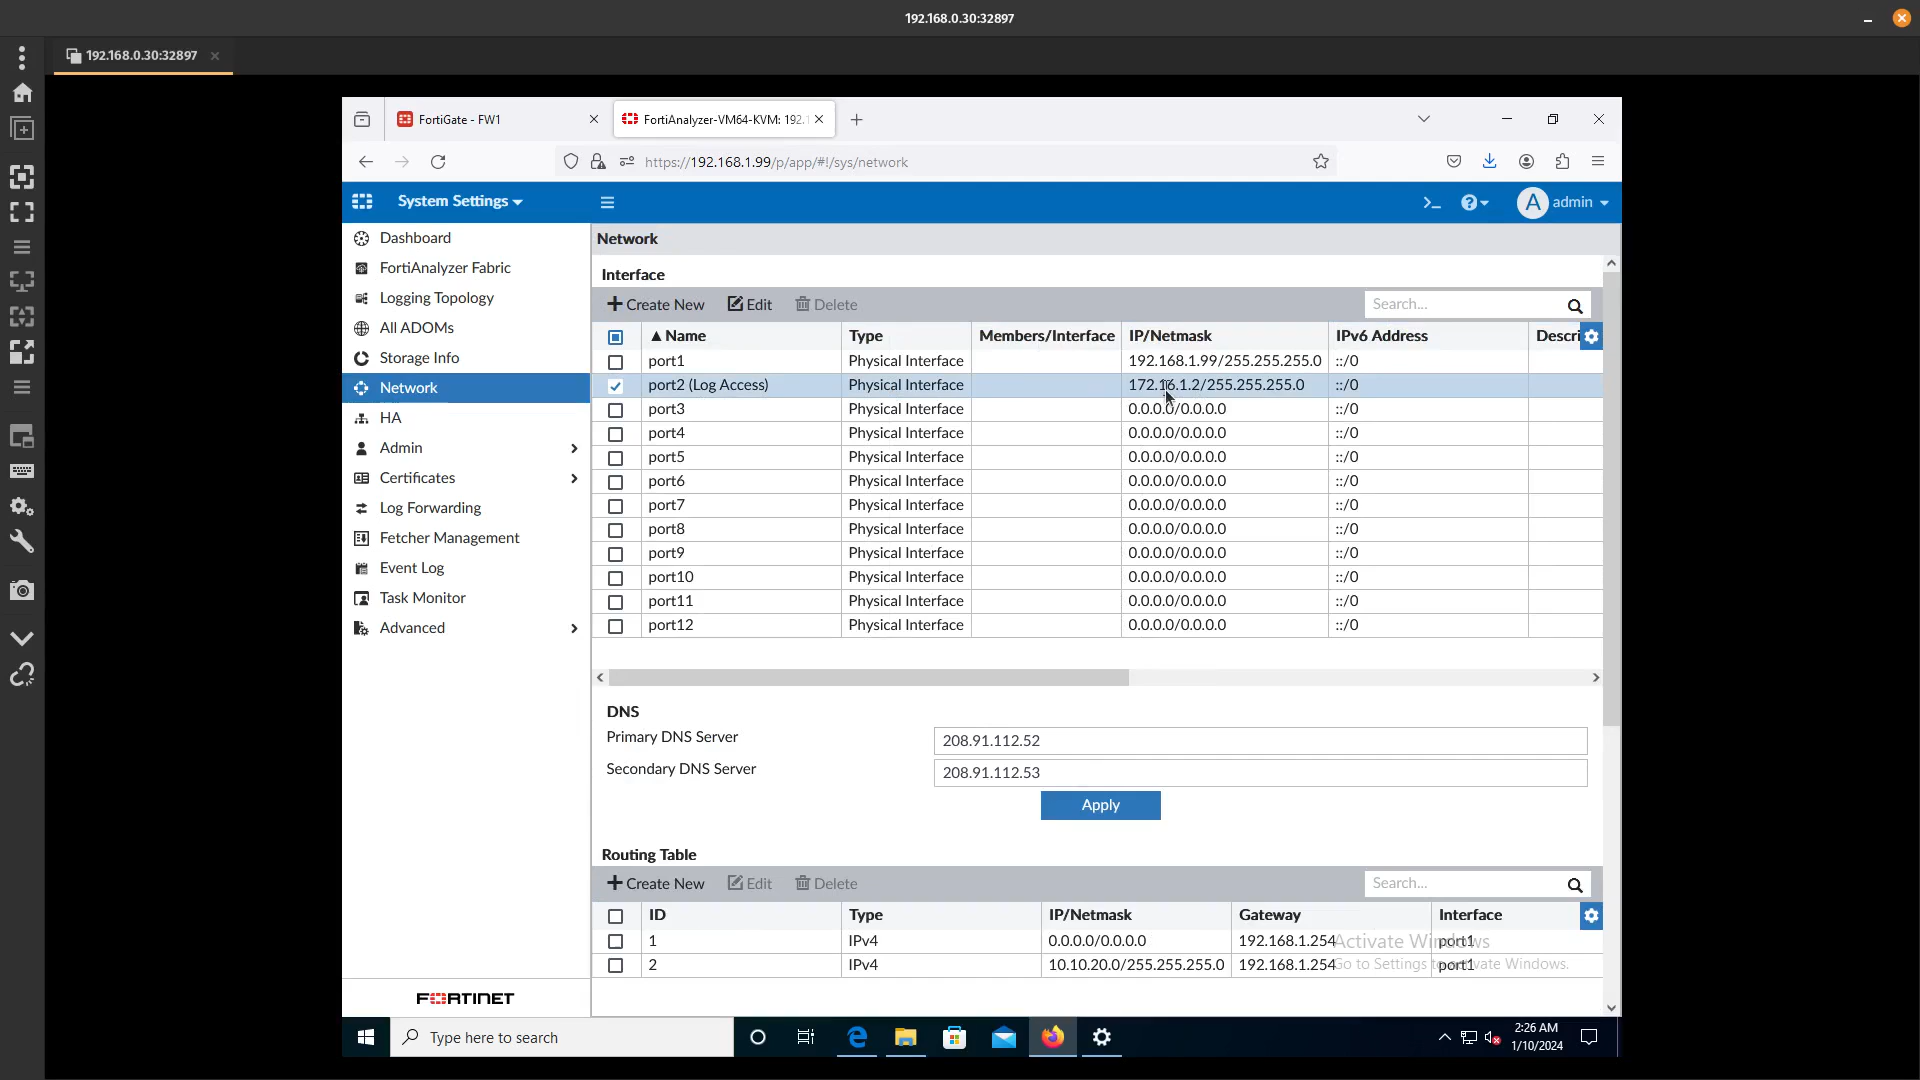 192.168.0.30:32897
192.168.0.30:32897
FortiGate - FW1
FortiAnalyzer-VM64-KVM: 192.1
https://192.168.1.99/p/app/#!/sys/network
System Settings
A admin
Dashboard
FortiAnalyzer Fabric
Logging Topology
All ADOMs
Storage Info
Network
HA
Admin
Certificates
Log Forwarding
Fetcher Management
Event Log
Task Monitor
Advanced
FORTINET
Network
Interface
Create New Edit Delete Search...
Name Type Members/Interface IP/Netmask IPv6 Address Descri
port1 Physical Interface 192.168.1.99/255.255.255.0 ::/0
port2 (Log Access) Physical Interface 172.16.1.2/255.255.255.0 ::/0
port3 Physical Interface 0.0.0.0/0.0.0.0 ::/0
port4 Physical Interface 0.0.0.0/0.0.0.0 ::/0
port5 Physical Interface 0.0.0.0/0.0.0.0 ::/0
port6 Physical Interface 0.0.0.0/0.0.0.0 ::/0
port7 Physical Interface 0.0.0.0/0.0.0.0 ::/0
port8 Physical Interface 0.0.0.0/0.0.0.0 ::/0
port9 Physical Interface 0.0.0.0/0.0.0.0 ::/0
port10 Physical Interface 0.0.0.0/0.0.0.0 ::/0
port11 Physical Interface 0.0.0.0/0.0.0.0 ::/0
port12 Physical Interface 0.0.0.0/0.0.0.0 ::/0
DNS
Primary DNS Server 208.91.112.52
Secondary DNS Server 208.91.112.53
Apply
Routing Table
Create New Edit Delete Search...
ID Type IP/Netmask Gateway Interface
1 IPv4 0.0.0.0/0.0.0.0 192.168.1.254 port1
2 IPv4 10.10.20.0/255.255.255.0 192.168.1.254 port1
Activate Windows
Go to Settings to activate Windows.
Type here to search
2:26 AM
1/10/2024